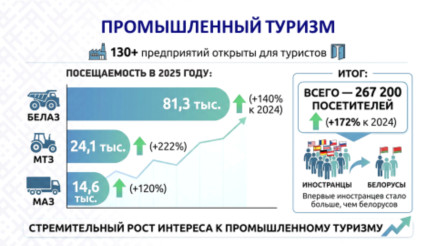 ПРОМЫШЛЕННЫЙ ТУРИЗМ
130+ предприятий открыты для туристов
ПОСЕЩАЕМОСТЬ В 2025 ГОДУ:
БЕЛАЗ
81,3 тыс.
(+140%
к 2024)
МТЗ
24,1 тыс.
(+222%)
МАЗ
14,6
тыс.
(+120%)
ИТОГ:
ВСЕГО — 267 200
ПОСЕТИТЕЛЕЙ
(+172% к 2024)
ИНОСТРАНЦЫ
БЕЛОРУСЫ
Впервые иностранцев стало
больше, чем белорусов
СТРЕМИТЕЛЬНЫЙ РОСТ ИНТЕРЕСА К ПРОМЫШЛЕННОМУ ТУРИЗМУ